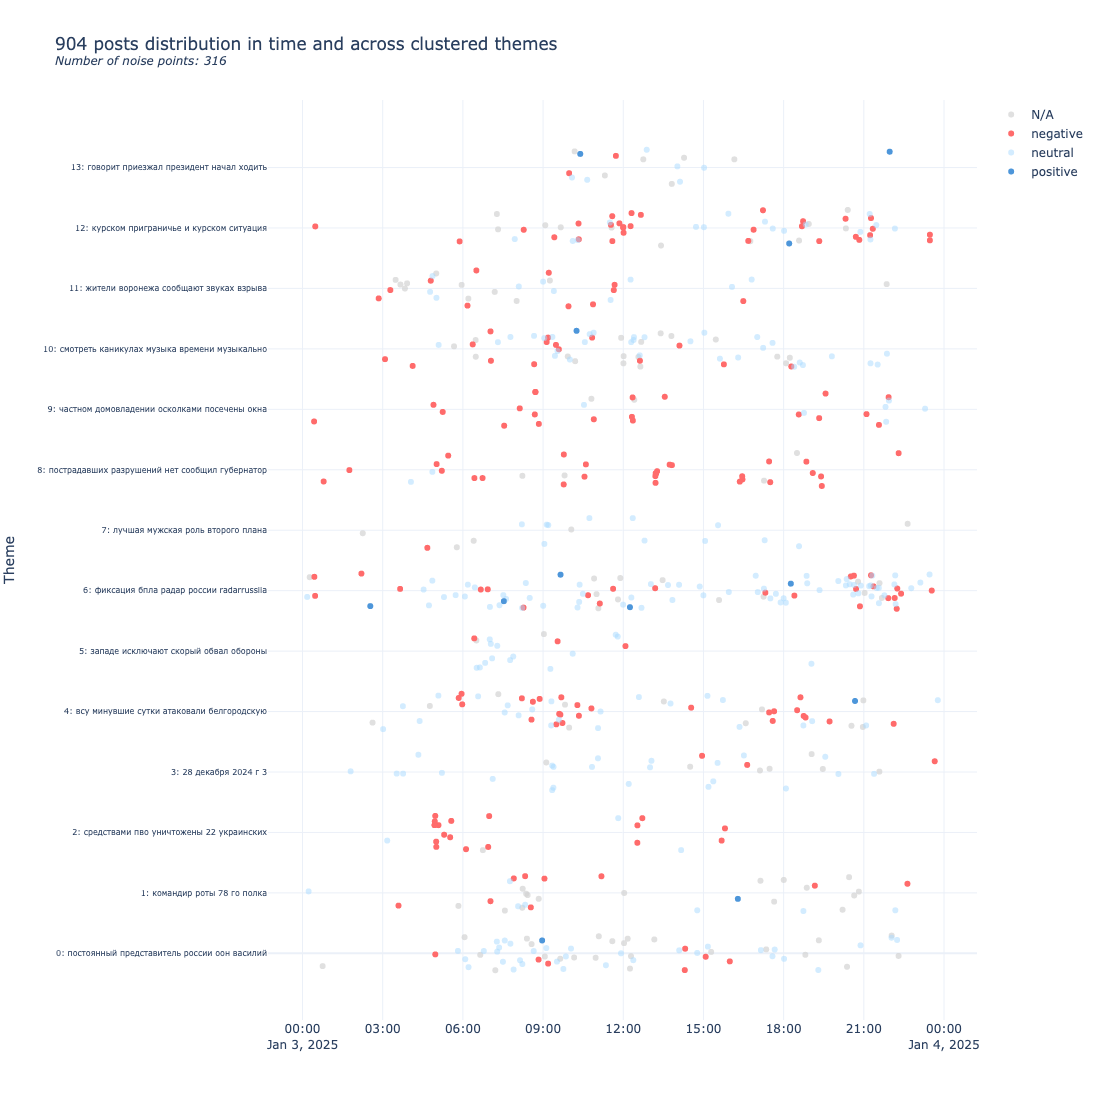 904 posts distribution in time and across clustered themes
Number of noise points: 316
N/A
negative
neutral
positive
Theme
13: говорит приезжал президент начал ходить
12: курском приграничье и курском ситуация
11: жители воронежа сообщают звуках взрыва
10: смотреть каникулах музыка времени музыкально
9: частном домовладении осколками посечены окна
8: пострадавших разрушений нет сообщил губернатор
7: лучшая мужская роль второго плана
6: фиксация бпла радар россии radarrussiia
5: западе исключают скорый обвал обороны
4: всу минувшие сутки атаковали белгородскую
3: 28 декабря 2024 г 3
2: средствами пво уничтожены 22 украинских
1: командир роты 78 го полка
0: постоянный представитель россии оон василий
00:00 03:00 06:00 09:00 12:00 15:00 18:00 21:00 00:00
Jan 3, 2025 Jan 4, 2025